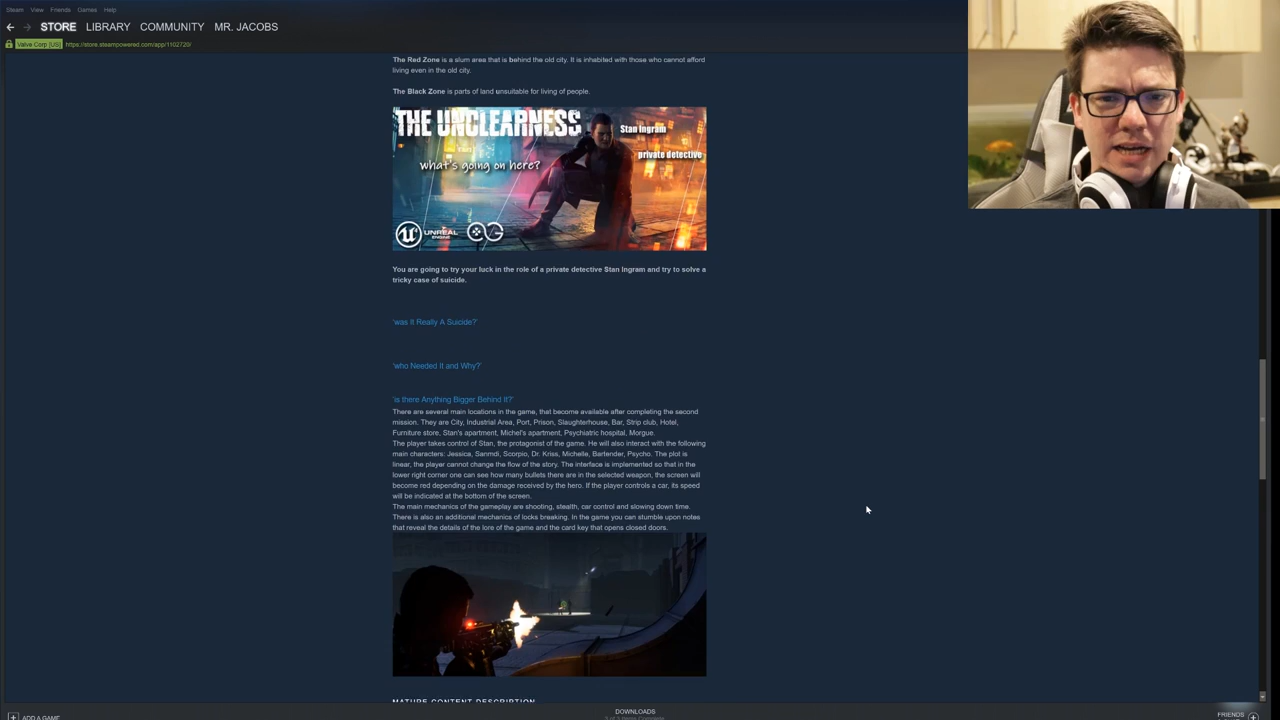 Steam View Friends Games Help
STORE LIBRARY COMMUNITY MR. JACOBS
Valve Corp [US] https://store.steampowered.com/app/1102720/
The Red Zone is a slum area that is behind the old city. It is inhabited with those who cannot afford
living even in the old city.
The Black Zone is parts of land unsuitable for living of people.
THE UNCLEARNESS
Stan Ingram
private detective
what's going on here?
UNREAL
ENGINE
You are going to try your luck in the role of a private detective Stan Ingram and try to solve a
tricky case of suicide.
'was It Really A Suicide?'
'who Needed It and Why?'
'is there Anything Bigger Behind It?'
There are several main locations in the game, that become available after completing the second
mission. They are City, Industrial Area, Port, Prison, Slaughterhouse, Bar, Strip club, Hotel,
Furniture store, Stan's apartment, Michel's apartment, Psychiatric hospital, Morgue.
The player takes control of Stan, the protagonist of the game. He will also interact with the following
main characters: Jessica, Sanmdi, Scorpio, Dr. Kriss, Michelle, Bartender, Psycho. The plot is
linear, the player cannot change the flow of the story. The interface is implemented so that in the
lower right corner one can see how many bullets there are in the selected weapon, the screen will
become red depending on the damage received by the hero. If the player controls a car, its speed
will be indicated at the bottom of the screen.
The main mechanics of the gameplay are shooting, stealth, car control and slowing down time.
There is also an additional mechanics of locks breaking. In the game you can stumble upon notes
that reveal the details of the lore of the game and the card key that opens closed doors.
MATURE CONTENT DESCRIPTION
ADD A GAME
DOWNLOADS
FRIENDS